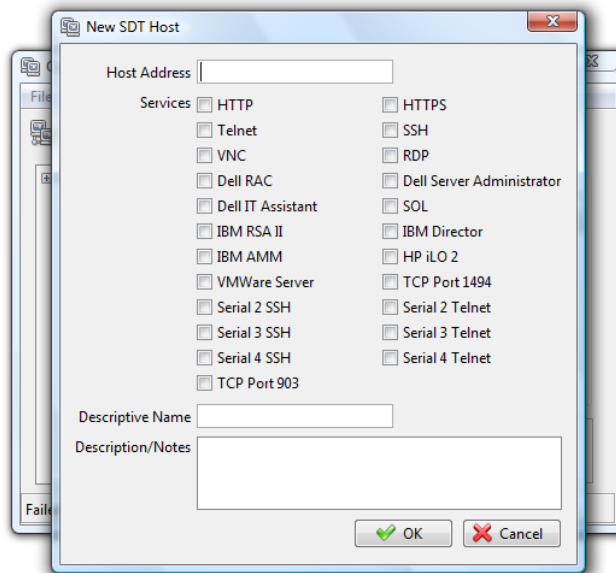 New SDT Host
File
Host Address
Services HTTP HTTPS
Telnet SSH
VNC RDP
Dell RAC Dell Server Administrator
Dell IT Assistant SOL
IBM RSA II IBM Director
IBM AMM HP iLO 2
VMWare Server TCP Port 1494
Serial 2 SSH Serial 2 Telnet
Serial 3 SSH Serial 3 Telnet
Serial 4 SSH Serial 4 Telnet
TCP Port 903
Descriptive Name
Description/Notes
OK Cancel